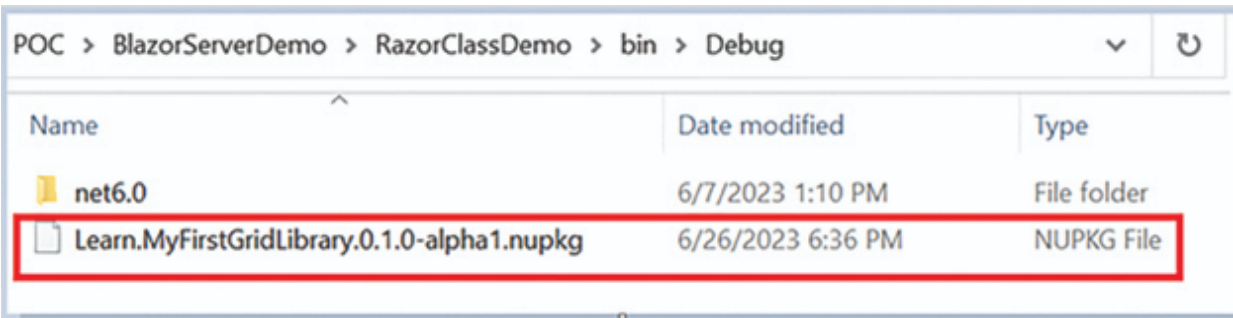 POC > BlazorServerDemo > RazorClassDemo > bin > Debug
Name Date modified Type
net6.0 6/7/2023 1:10 PM File folder
Learn.MyFirstGridLibrary.0.1.0-alpha1.nupkg 6/26/2023 6:36 PM NUPKG File